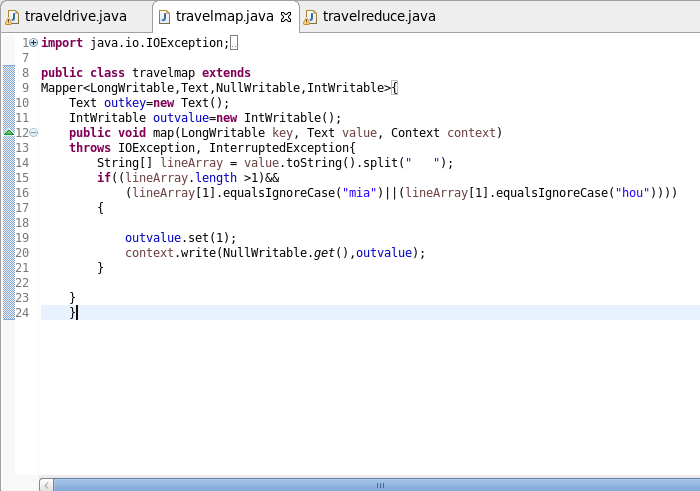 traveldrive.java travelmap.java travelreduce.java
1 import java.io.IOException;
7
8 public class travelmap extends
9 Mapper<LongWritable,Text,NullWritable,IntWritable>{
10 Text outkey=new Text();
11 IntWritable outvalue=new IntWritable();
12 public void map(LongWritable key, Text value, Context context)
13 throws IOException, InterruptedException{
14 String[] lineArray = value.toString().split("   ");
15 if((lineArray.length >1)&&
16 (lineArray[1].equalsIgnoreCase("mia")||(lineArray[1].equalsIgnoreCase("hou"))))
17 {
18
19 outvalue.set(1);
20 context.write(NullWritable.get(),outvalue);
21 }
22
23 }
24 }